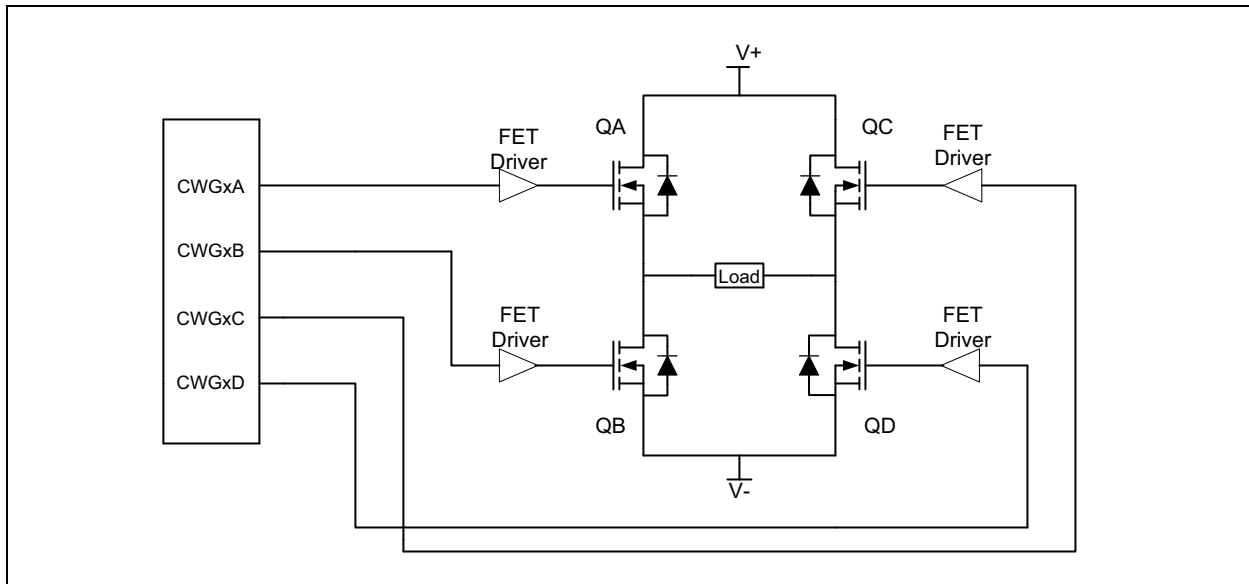 V+
QA
QC
FET
Driver
FET
Driver
CWGxA
CWGxB
CWGxC
CWGxD
Load
FET
Driver
FET
Driver
QB
QD
V-